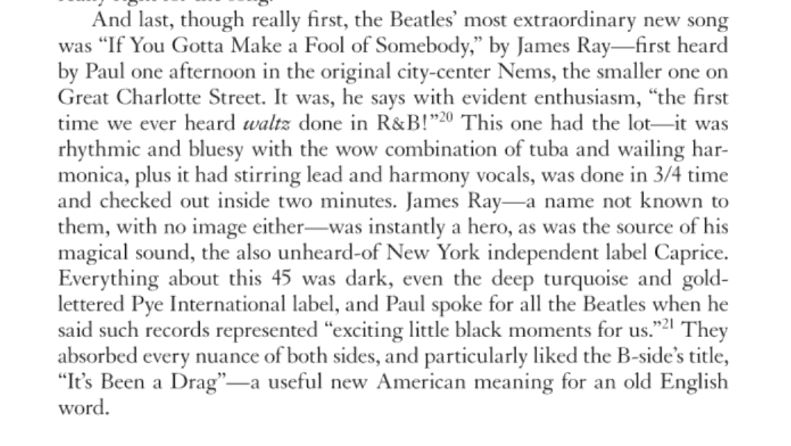 And last, though really first, the Beatles’ most extraordinary new song
was “If You Gotta Make a Fool of Somebody,” by James Ray—first heard
by Paul one afternoon in the original city-center Nems, the smaller one on
Great Charlotte Street. It was, he says with evident enthusiasm, “the first
time we ever heard waltz done in R&B!”20 This one had the lot—it was
rhythmic and bluesy with the wow combination of tuba and wailing har-
monica, plus it had stirring lead and harmony vocals, was done in 3/4 time
and checked out inside two minutes. James Ray—a name not known to
them, with no image either—was instantly a hero, as was the source of his
magical sound, the also unheard-of New York independent label Caprice.
Everything about this 45 was dark, even the deep turquoise and gold-
lettered Pye International label, and Paul spoke for all the Beatles when he
said such records represented “exciting little black moments for us.”21 They
absorbed every nuance of both sides, and particularly liked the B-side’s title,
“It’s Been a Drag”—a useful new American meaning for an old English
word.